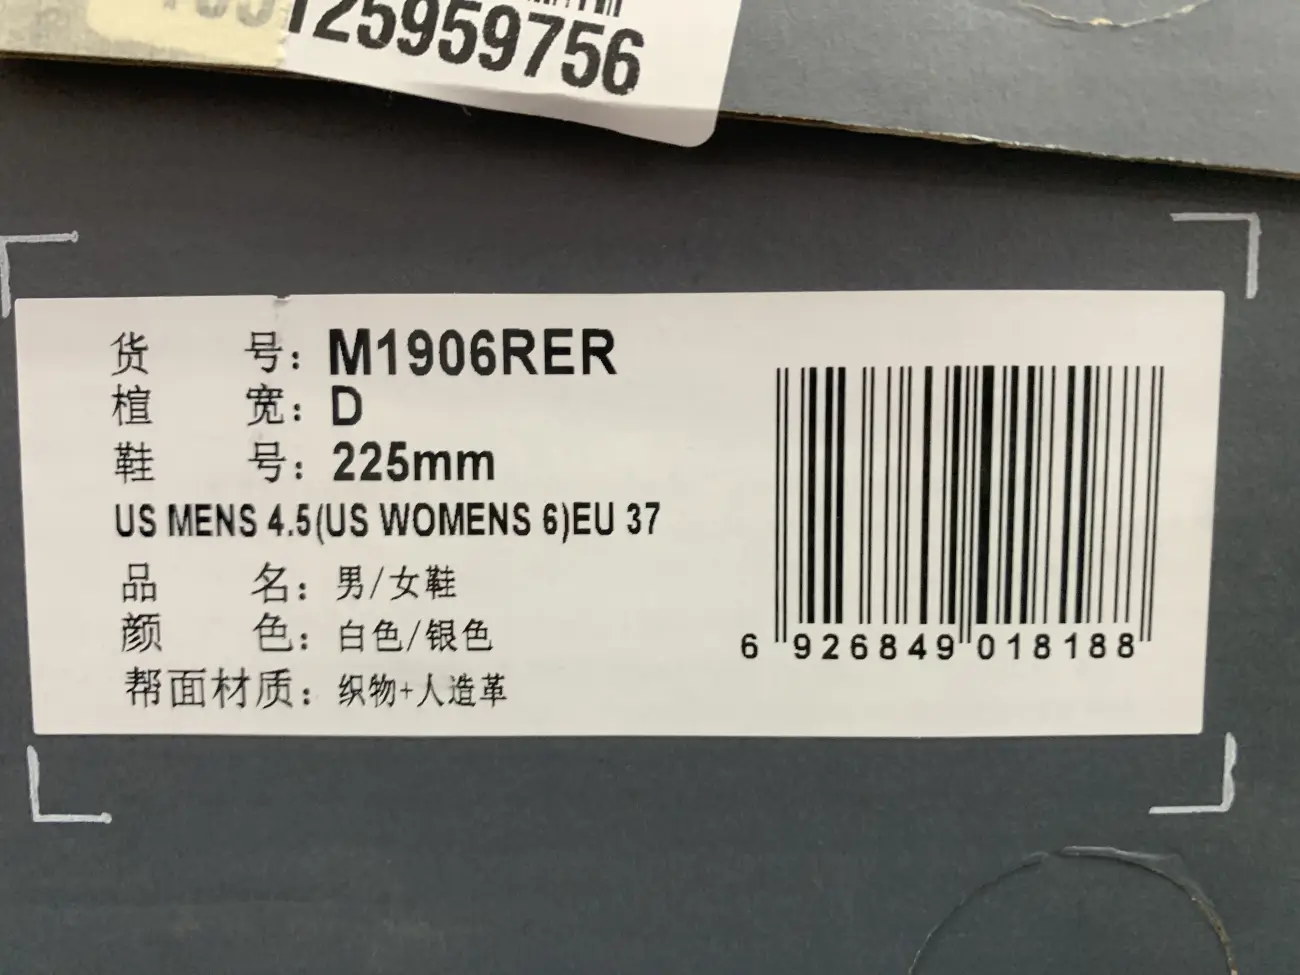 125959756
货 号：M1906RER
楦 宽：D
鞋 号：225mm
US MENS 4.5(US WOMENS 6)EU 37
品 名：男/女鞋
颜 色：白色/银色
帮面材质：织物+人造革
6 926849 018188